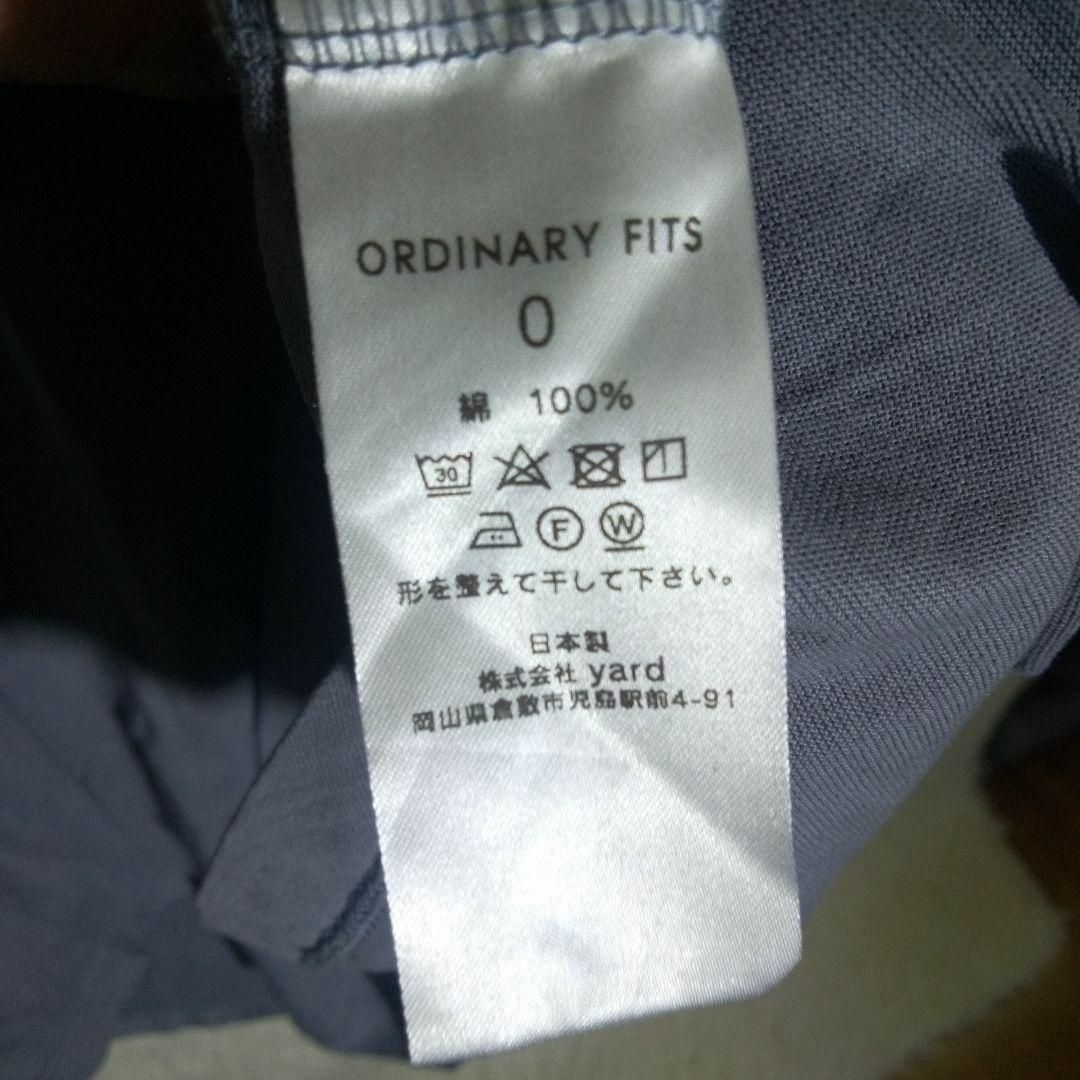 ORDINARY FITS
0
綿 100%
30
F W
形を整えて干して下さい。
日本製
株式会社 yard
岡山県倉敷市児島駅前4-91